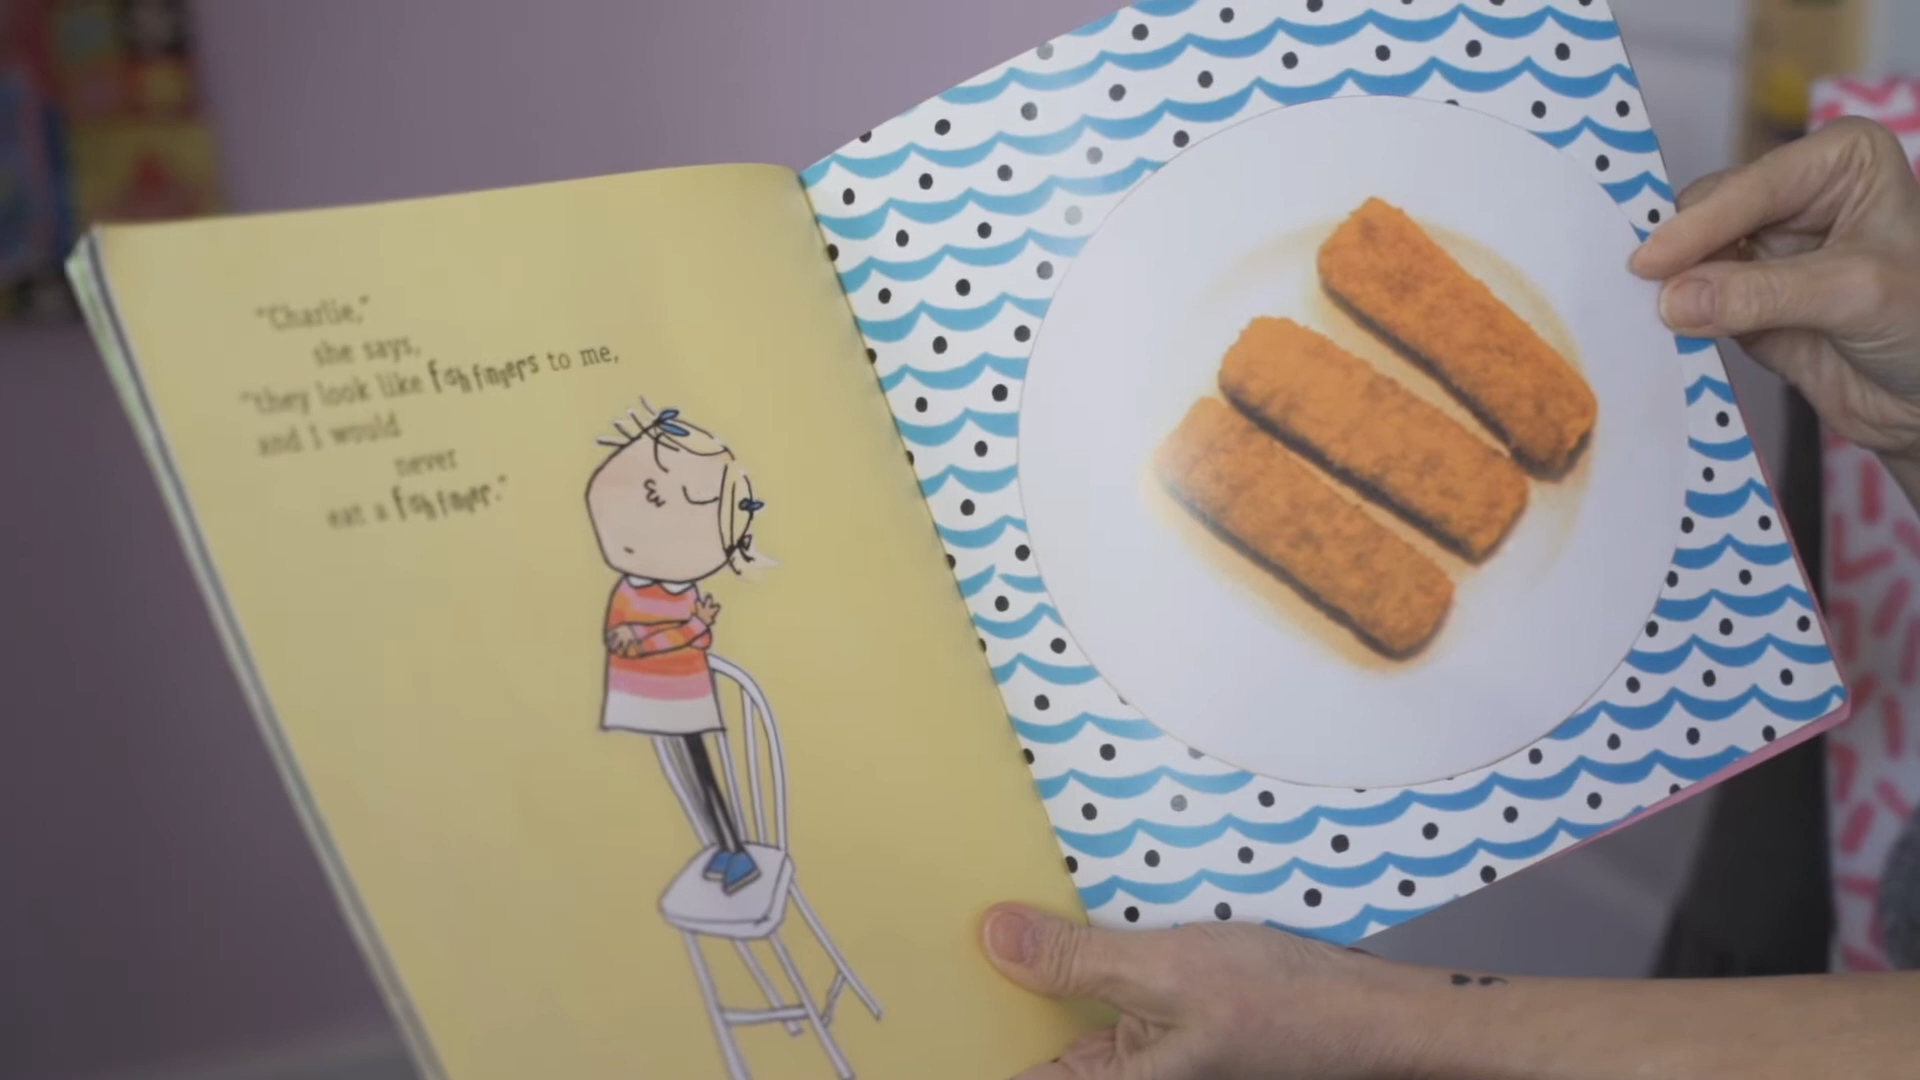 "Charlie,"
she says,
"they look like fish fingers to me,
and I would
never
eat a fish finger."